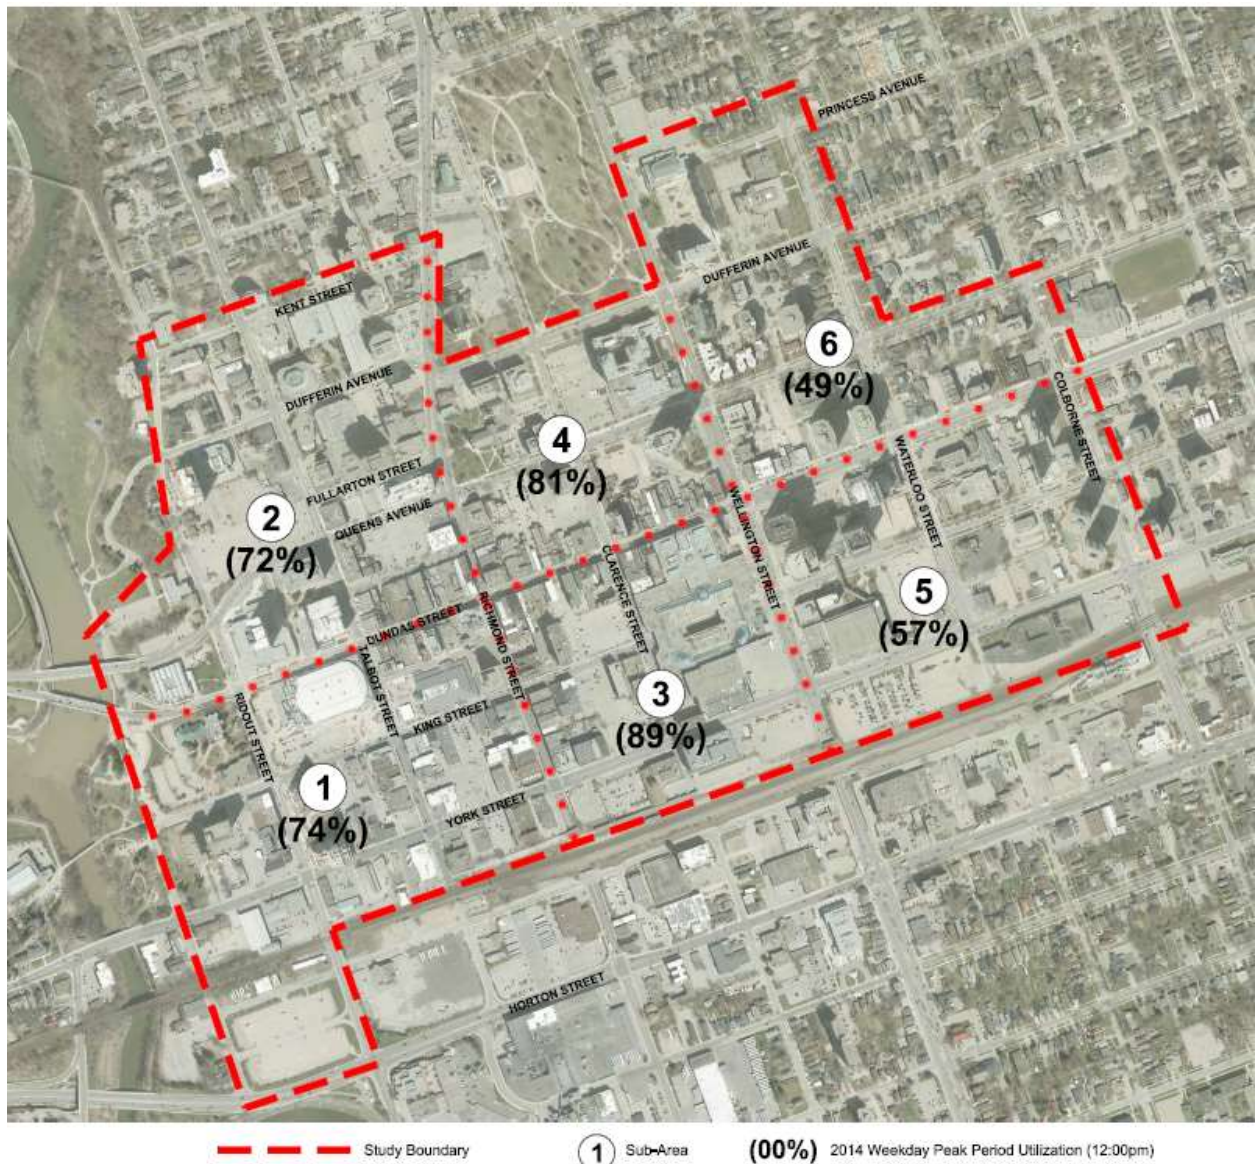 PRINCESS AVENUE
DUFFERIN AVENUE
KENT STREET
6
(49%)
DUFFERIN AVENUE
COLBORNE STREET
4
(81%)
WATERLOO STREET
FULLARTON STREET
QUEENS AVENUE
2
(72%)
WELLINGTON STREET
CLARENCE STREET
5
(57%)
RICHMOND STREET
DUNDAS STREET
TALBOT STREET
RIDOUT STREET
KING STREET
3
(89%)
1
(74%)
YORK STREET
HORTON STREET
Study Boundary
1 Sub-Area
(00%) 2014 Weekday Peak Period Utilization (12:00pm)